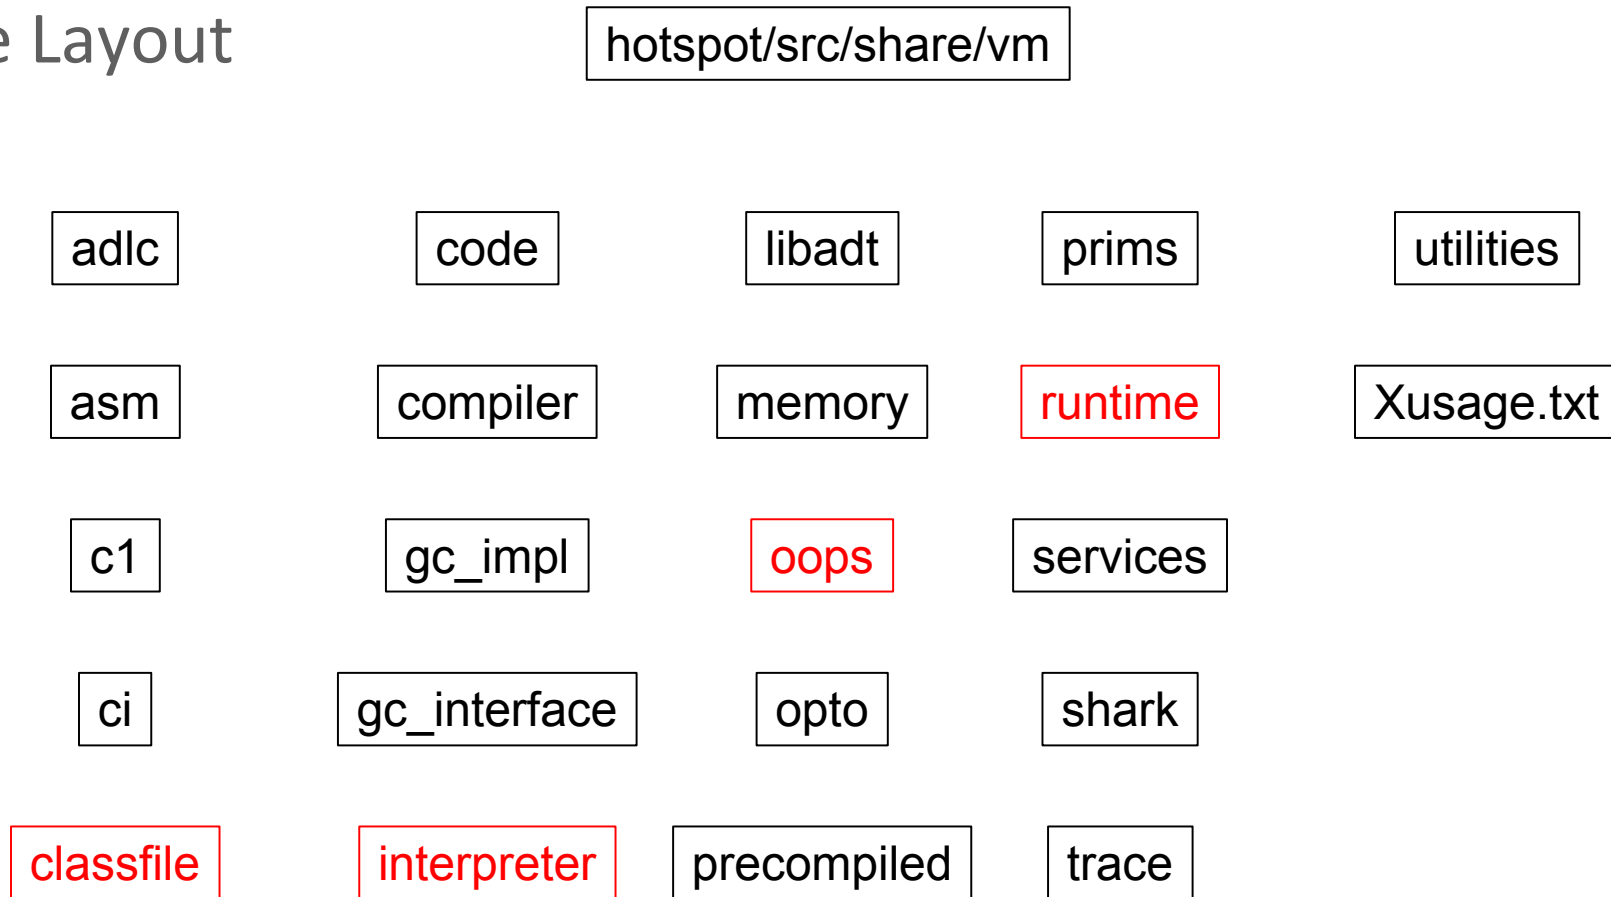 e Layout
hotspot/src/share/vm
adlc
code
libadt
prims
utilities
asm
compiler
memory
runtime
Xusage.txt
c1
gc_impl
oops
services
ci
gc_interface
opto
shark
classfile
interpreter
precompiled
trace